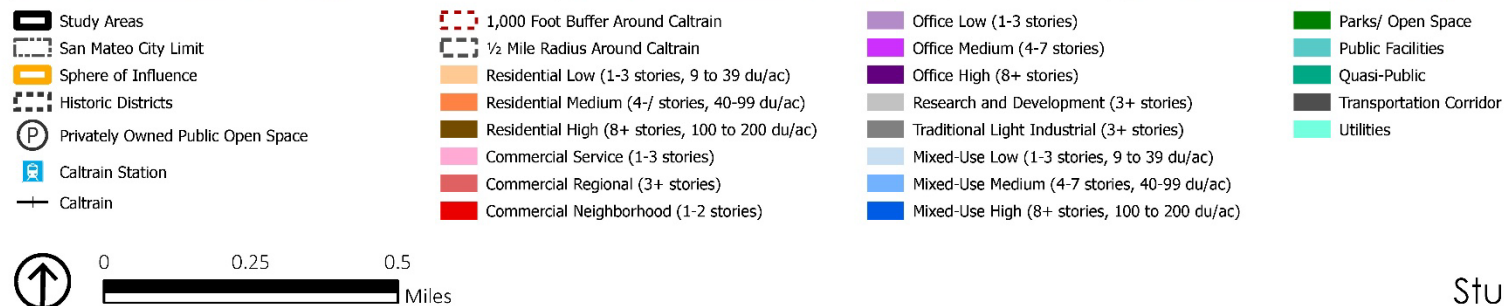 Study Areas
San Mateo City Limit
Sphere of Influence
Historic Districts
P Privately Owned Public Open Space
Caltrain Station
Caltrain
1,000 Foot Buffer Around Caltrain
½ Mile Radius Around Caltrain
Residential Low (1-3 stories, 9 to 39 du/ac)
Residential Medium (4-/ stories, 40-99 du/ac)
Residential High (8+ stories, 100 to 200 du/ac)
Commercial Service (1-3 stories)
Commercial Regional (3+ stories)
Commercial Neighborhood (1-2 stories)
Office Low (1-3 stories)
Office Medium (4-7 stories)
Office High (8+ stories)
Research and Development (3+ stories)
Traditional Light Industrial (3+ stories)
Mixed-Use Low (1-3 stories, 9 to 39 du/ac)
Mixed-Use Medium (4-7 stories, 40-99 du/ac)
Mixed-Use High (8+ stories, 100 to 200 du/ac)
Parks/ Open Space
Public Facilities
Quasi-Public
Transportation Corridor
Utilities
0 0.25 0.5
Miles
Stu